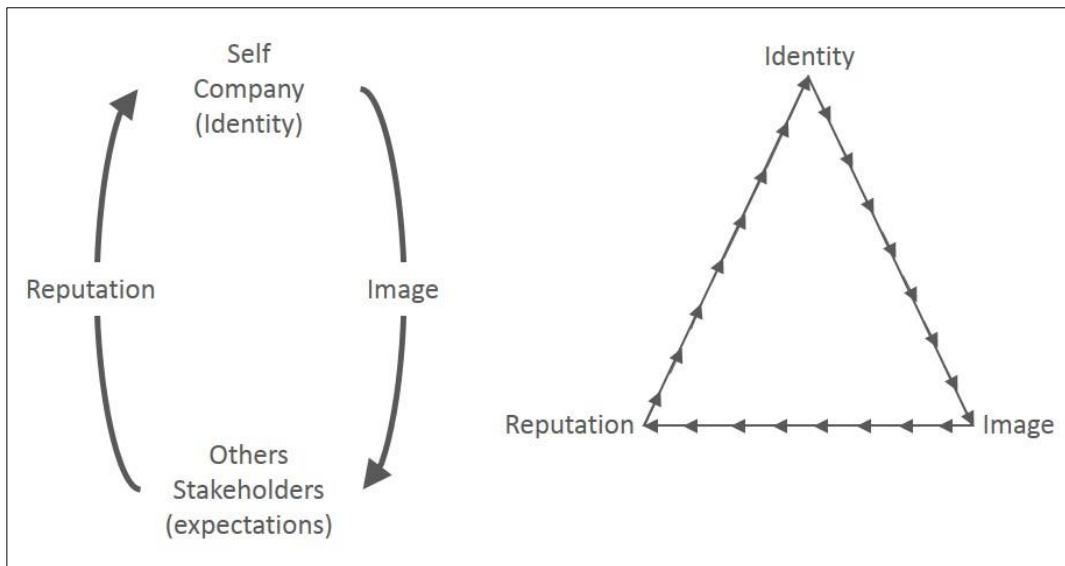 Self
Company
(Identity)
Reputation
Image
Others
Stakeholders
(expectations)
Identity
Reputation
Image